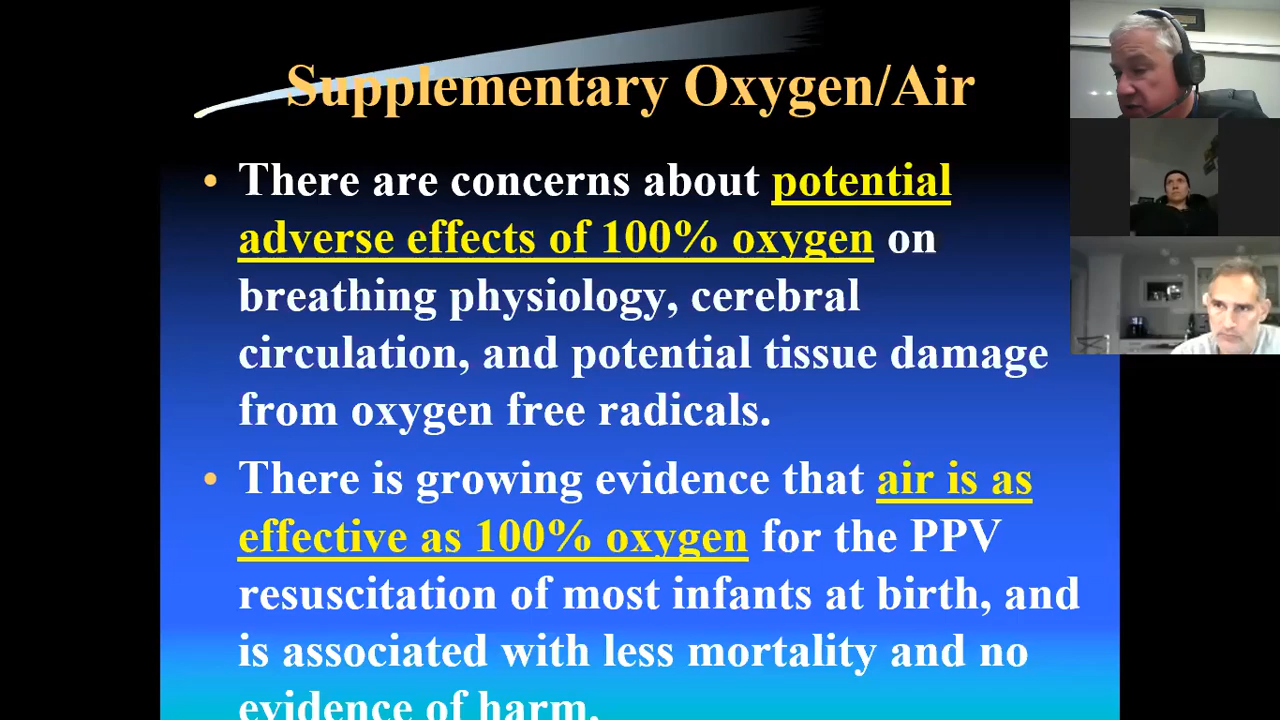 Supplementary Oxygen/Air
• There are concerns about potential
adverse effects of 100% oxygen on
breathing physiology, cerebral
circulation, and potential tissue damage
from oxygen free radicals.
• There is growing evidence that air is as
effective as 100% oxygen for the PPV
resuscitation of most infants at birth, and
is associated with less mortality and no
evidence of harm.